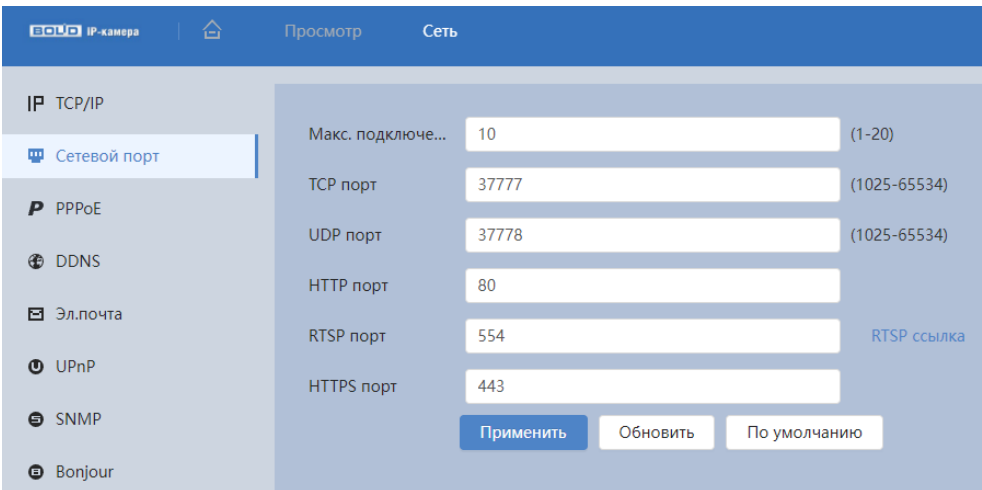 BOLID IP-камера
Просмотр
Сеть
TCP/IP
Сетевой порт
PPPoE
DDNS
Эл.почта
UPnP
SNMP
Bonjour
Макс. подключе... 10 (1-20)
TCP порт 37777 (1025-65534)
UDP порт 37778 (1025-65534)
HTTP порт 80
RTSP порт 554 RTSP ссылка
HTTPS порт 443
Применить Обновить По умолчанию